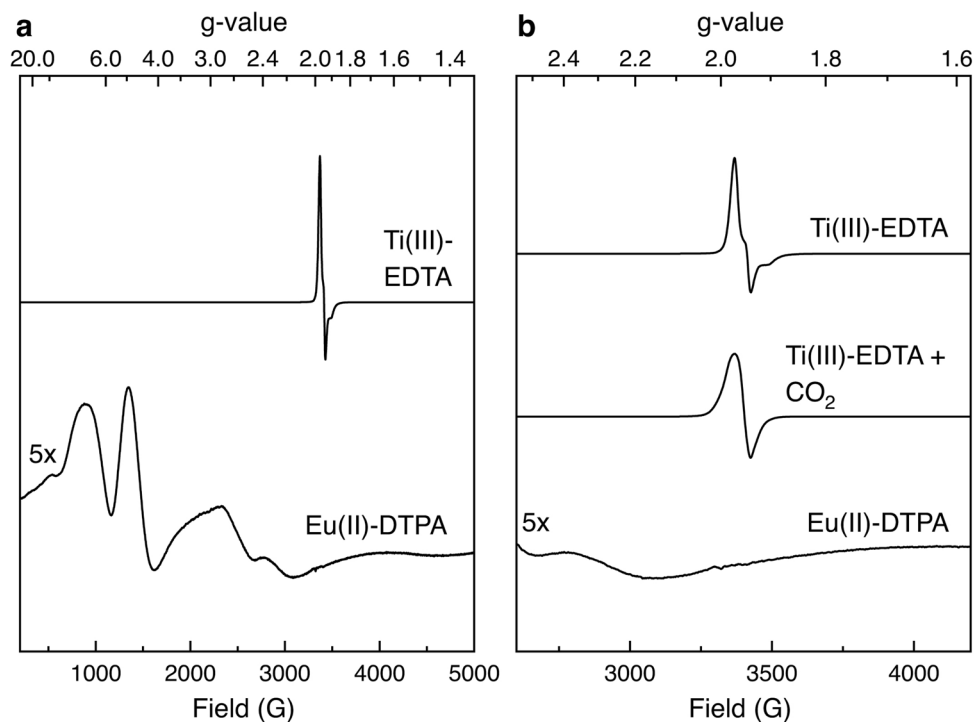 a
g-value
20.0 6.0 4.0 3.0 2.4 2.0 1.8 1.6 1.4
Ti(III)-
EDTA
5x
Eu(II)-DTPA
1000 2000 3000 4000 5000
Field (G)
b
g-value
2.4 2.2 2.0 1.8 1.6
Ti(III)-EDTA
Ti(III)-EDTA +
CO₂
5x
Eu(II)-DTPA
3000 3500 4000
Field (G)